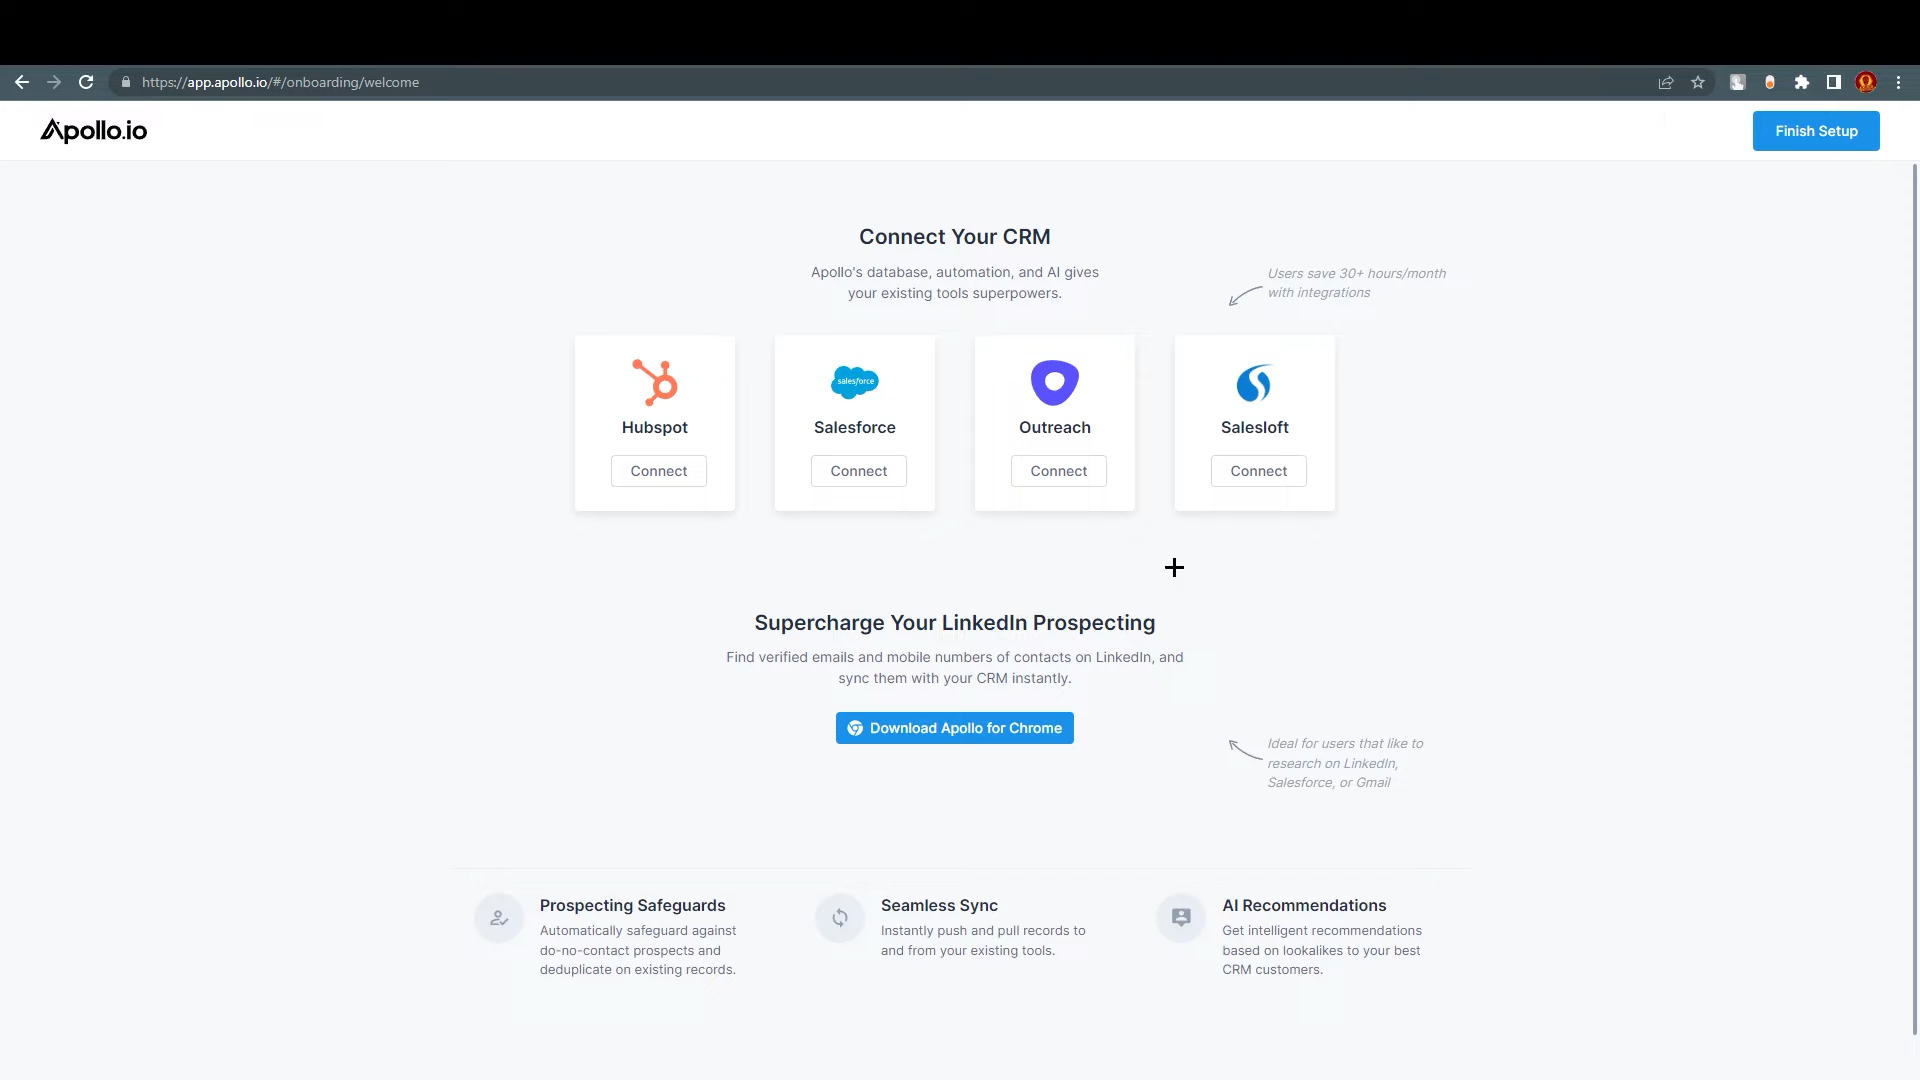 https://app.apollo.io/#/onboarding/welcome
Apollo.io
Finish Setup
Connect Your CRM
Apollo's database, automation, and AI gives
your existing tools superpowers.
Users save 30+ hours/month
with integrations
salesforce
Hubspot
Salesforce
Outreach
Salesloft
Connect
Connect
Connect
Connect
Supercharge Your LinkedIn Prospecting
Find verified emails and mobile numbers of contacts on LinkedIn, and
sync them with your CRM instantly.
Download Apollo for Chrome
Ideal for users that like to
research on LinkedIn,
Salesforce, or Gmail
Prospecting Safeguards
Automatically safeguard against
do-no-contact prospects and
deduplicate on existing records.
Seamless Sync
Instantly push and pull records to
and from your existing tools.
AI Recommendations
Get intelligent recommendations
based on lookalikes to your best
CRM customers.